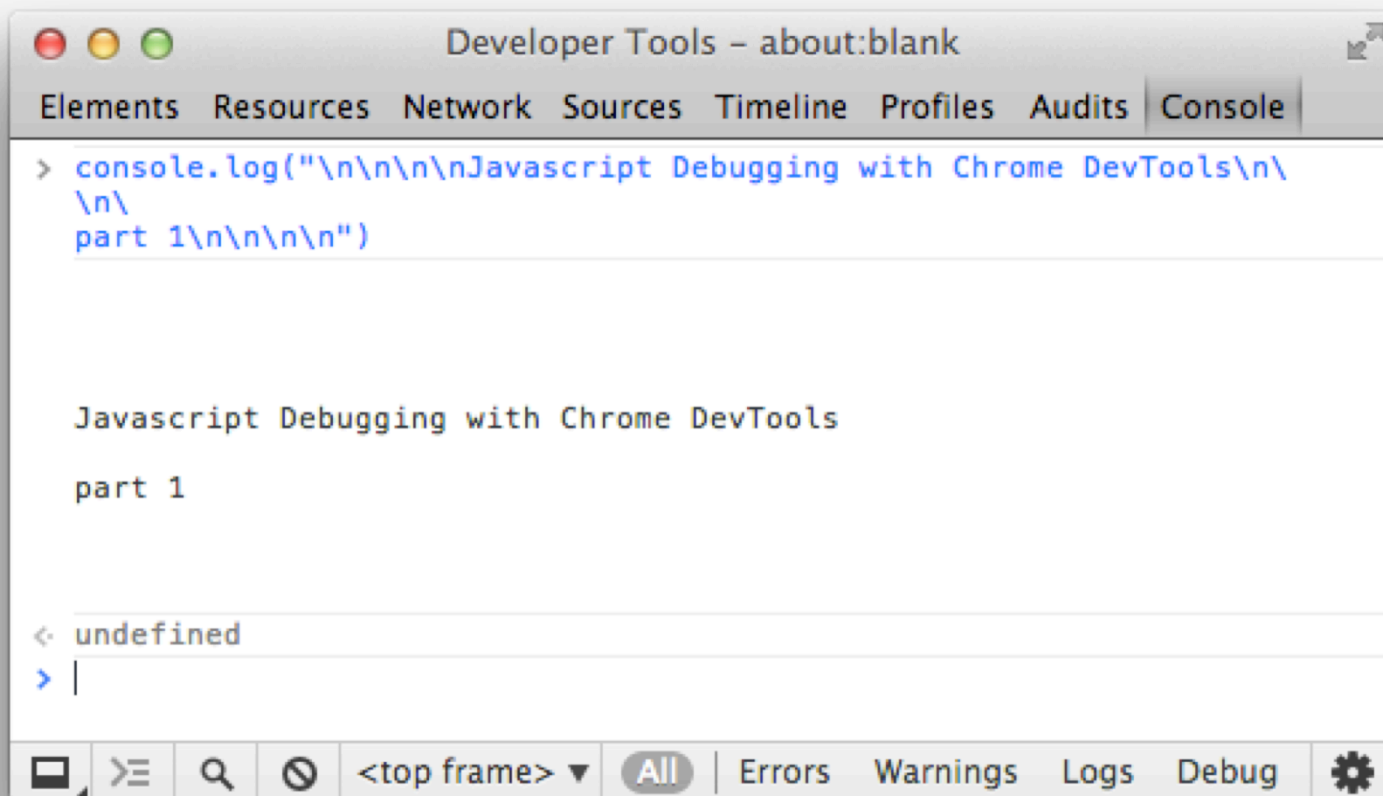 Developer Tools – about:blank
Elements Resources Network Sources Timeline Profiles Audits Console
> console.log("\n\n\n\nJavascript Debugging with Chrome DevTools\n\
\n\
part 1\n\n\n\n")
Javascript Debugging with Chrome DevTools
part 1
undefined
>
<top frame> ▼ All Errors Warnings Logs Debug